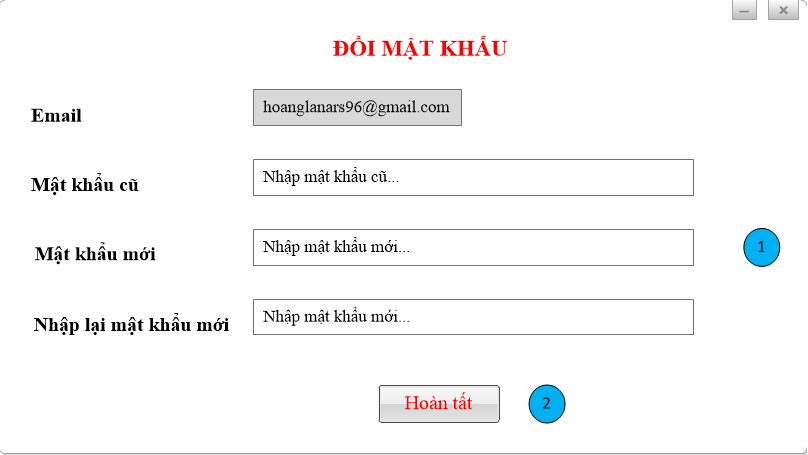 ĐỔI MẬT KHẨU
Email
hoanglanars96@gmail.com
Mật khẩu cũ
Nhập mật khẩu cũ...
Mật khẩu mới
Nhập mật khẩu mới...
1
Nhập lại mật khẩu mới
Nhập mật khẩu mới...
Hoàn tất
2